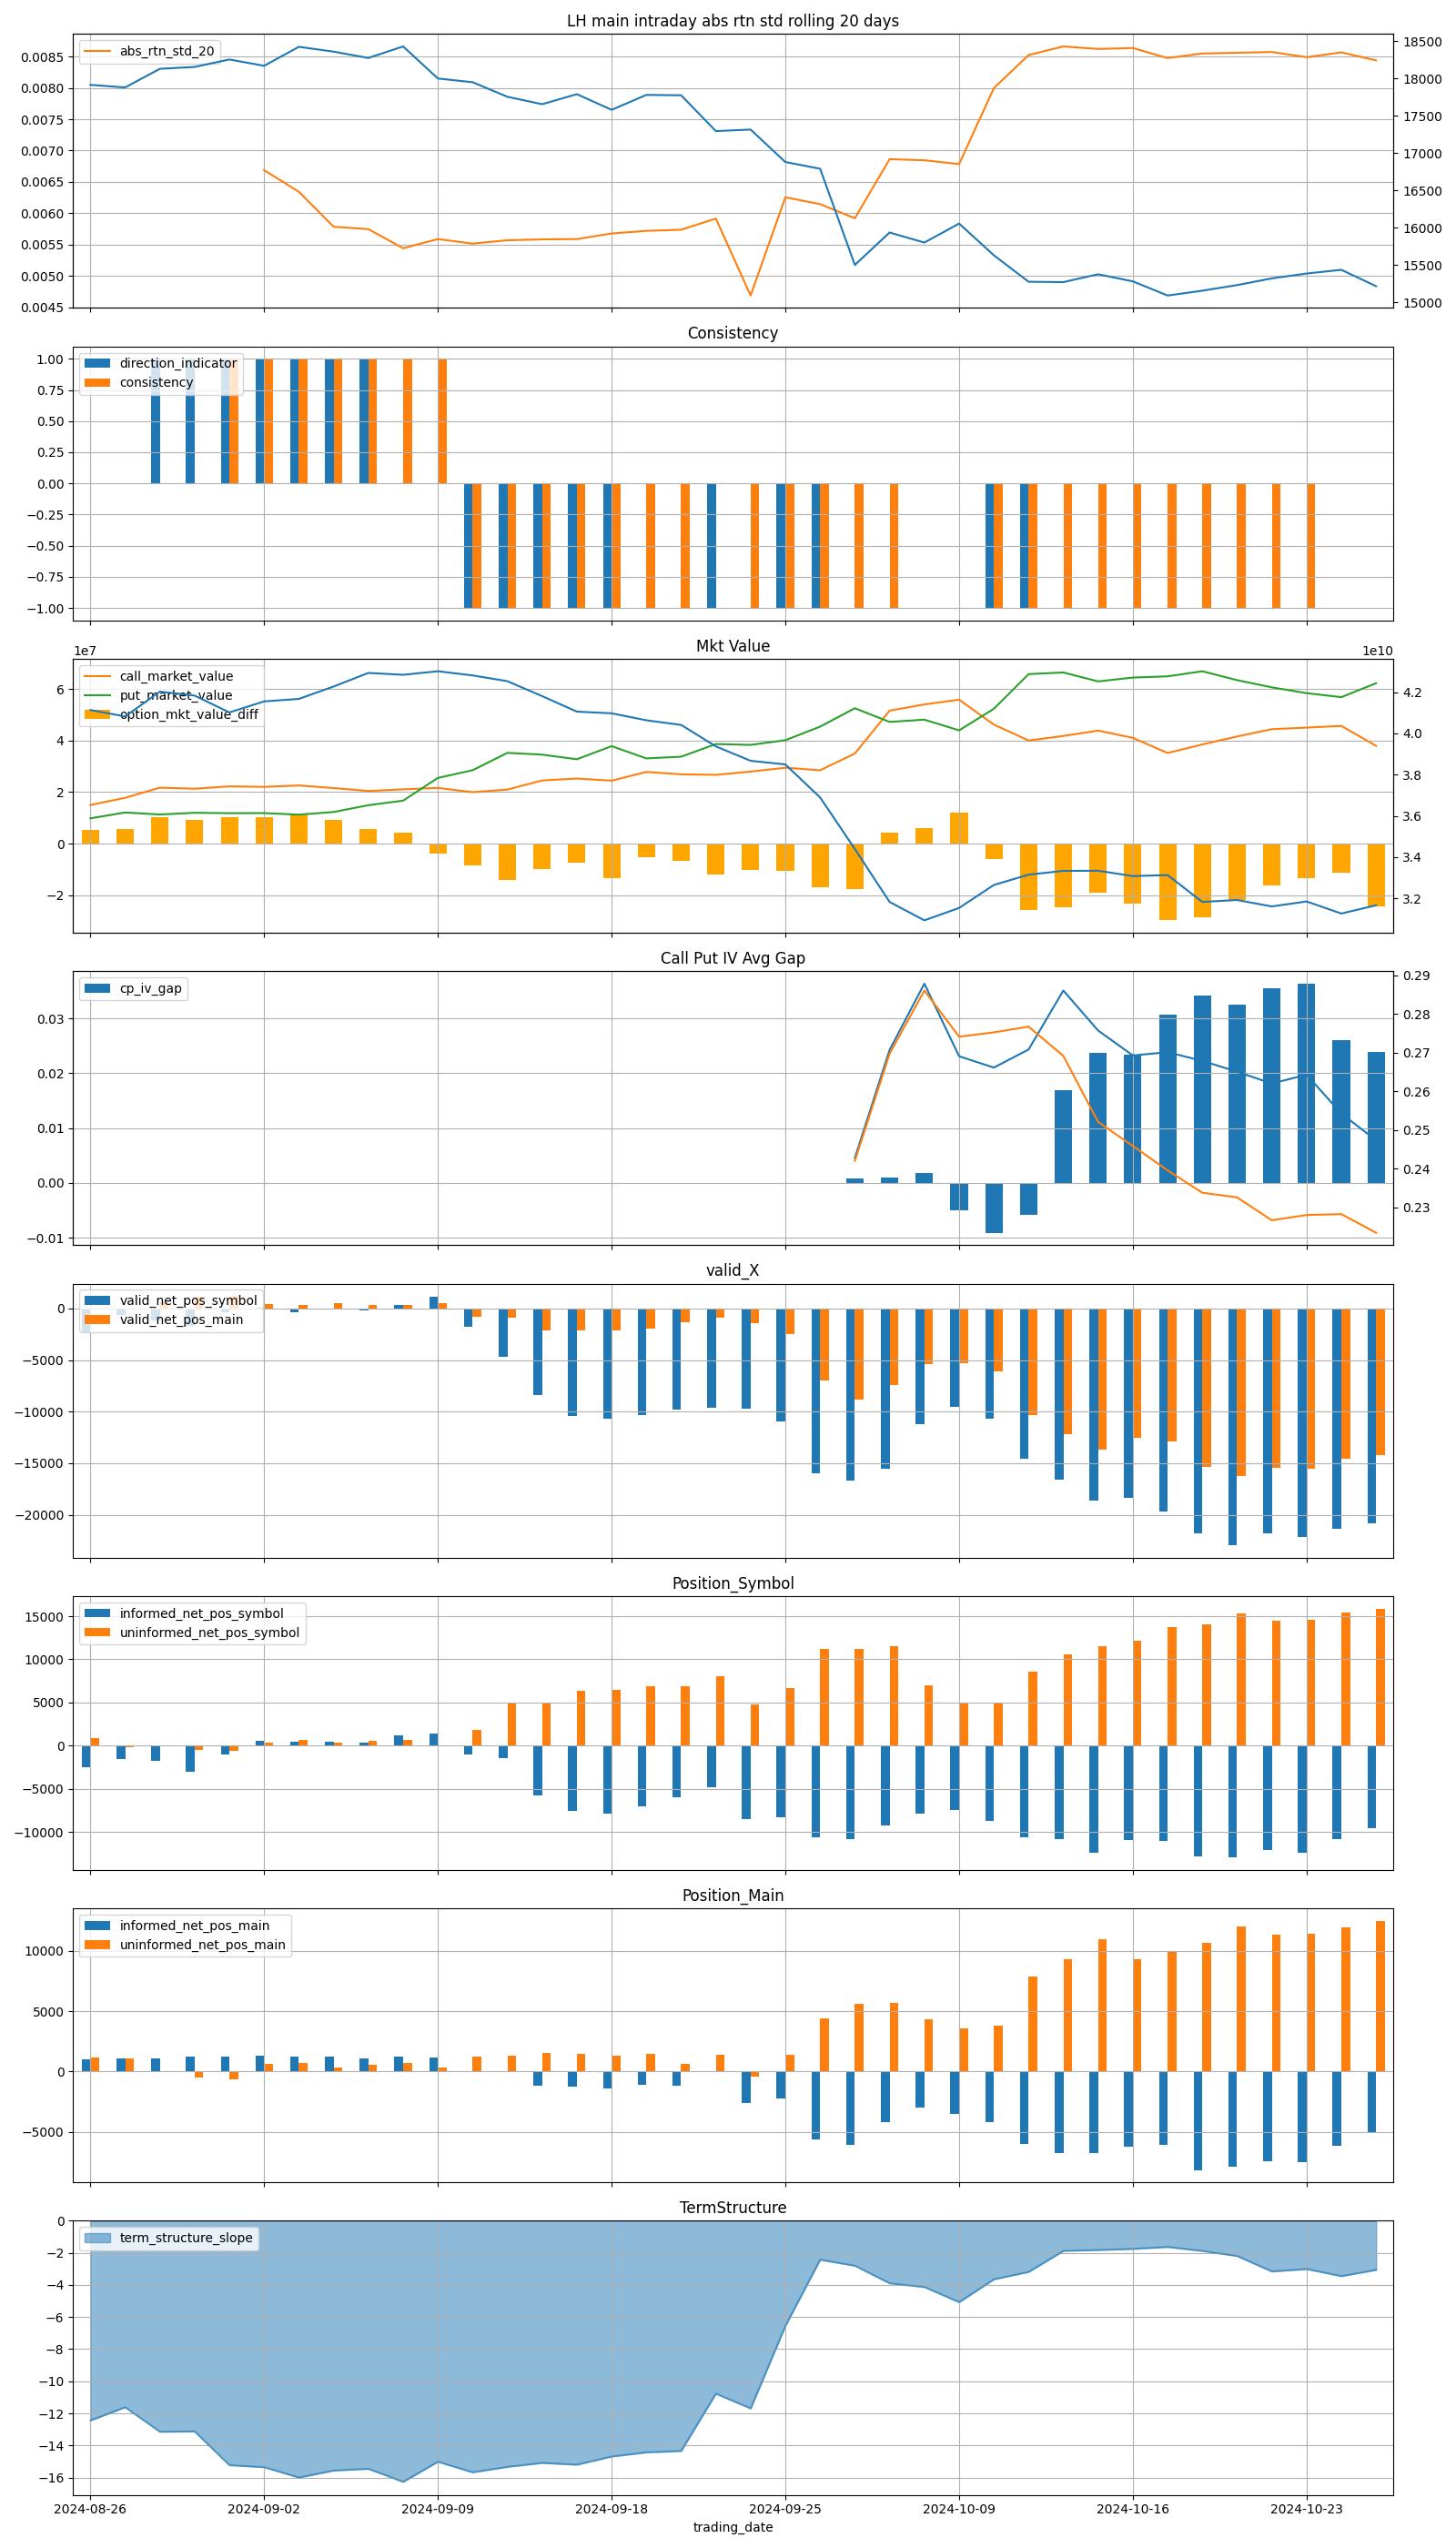 LH main intraday abs rtn std rolling 20 days
abs_rtn_std_20
0.0085
0.0080
0.0075
0.0070
0.0065
0.0060
0.0055
0.0050
0.0045
18500
18000
17500
17000
16500
16000
15500
15000
Consistency
direction_indicator
consistency
1.00
0.75
0.50
0.25
0.00
−0.25
−0.50
−0.75
−1.00
Mkt Value
1e7
1e10
call_market_value
put_market_value
option_mkt_value_diff
6
4
2
0
−2
4.2
4.0
3.8
3.6
3.4
3.2
Call Put IV Avg Gap
cp_iv_gap
0.03
0.02
0.01
0.00
−0.01
0.29
0.28
0.27
0.26
0.25
0.24
0.23
valid_X
valid_net_pos_symbol
valid_net_pos_main
0
−5000
−10000
−15000
−20000
Position_Symbol
informed_net_pos_symbol
uninformed_net_pos_symbol
15000
10000
5000
0
−5000
−10000
Position_Main
informed_net_pos_main
uninformed_net_pos_main
10000
5000
0
−5000
TermStructure
term_structure_slope
0
−2
−4
−6
−8
−10
−12
−14
−16
2024-08-26 2024-09-02 2024-09-09 2024-09-18 2024-09-25 2024-10-09 2024-10-16 2024-10-23
trading_date